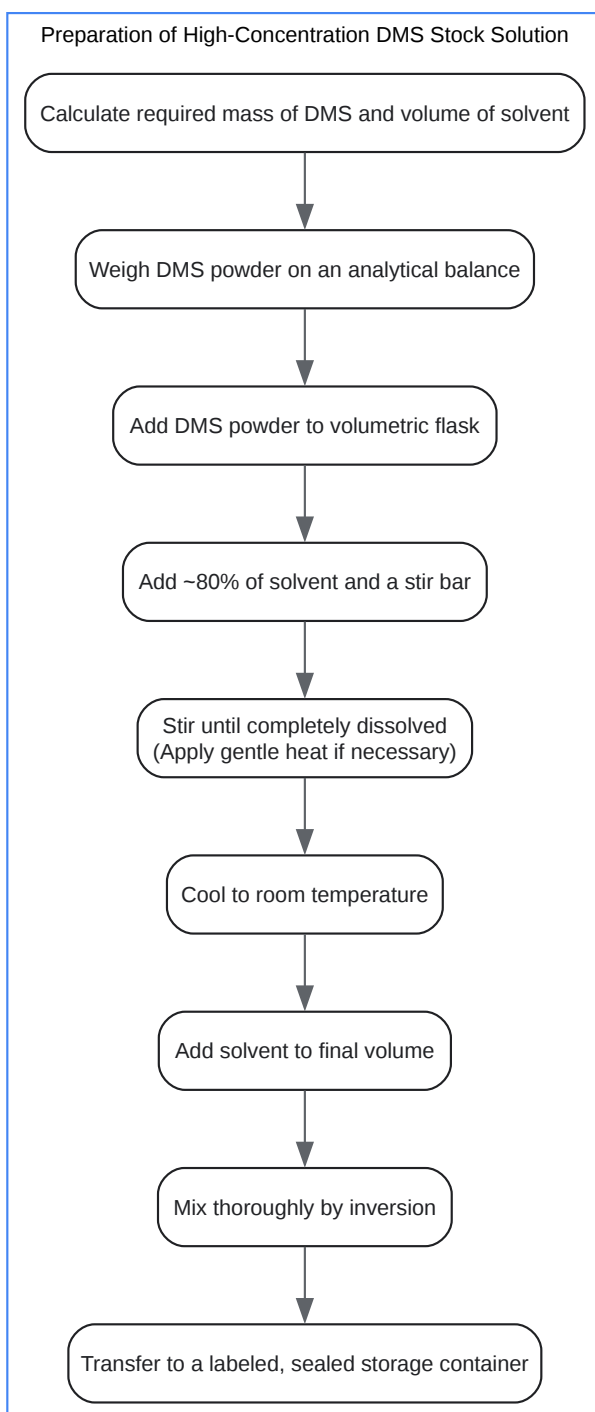 Preparation of High-Concentration DMS Stock Solution
Calculate required mass of DMS and volume of solvent
Weigh DMS powder on an analytical balance
Add DMS powder to volumetric flask
Add ~80% of solvent and a stir bar
Stir until completely dissolved
(Apply gentle heat if necessary)
Cool to room temperature
Add solvent to final volume
Mix thoroughly by inversion
Transfer to a labeled, sealed storage container